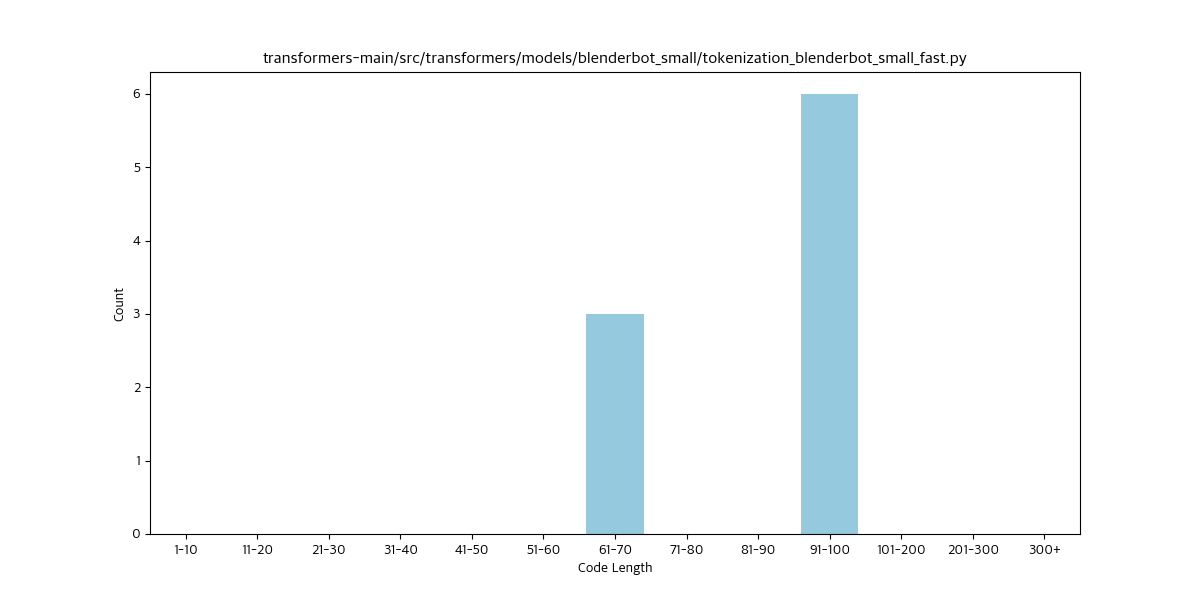 transformers-main/src/transformers/models/blenderbot_small/tokenization_blenderbot_small_fast.py
6
5
4
3
2
1
0
Count
1-10 11-20 21-30 31-40 41-50 51-60 61-70 71-80 81-90 91-100 101-200 201-300 300+
Code Length